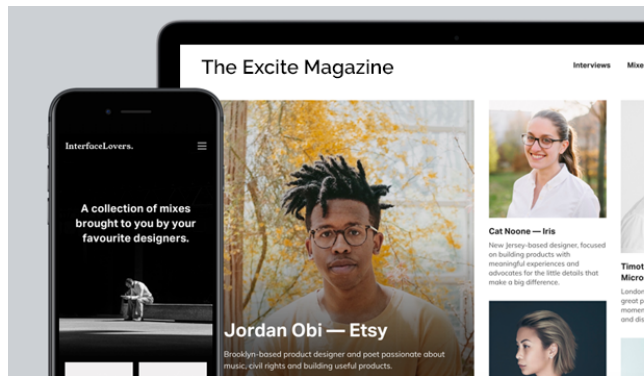 The Excite Magazine
Interviews
InterfaceLovers.
A collection of mixes
brought to you by your
favourite designers.
Jordan Obi — Etsy
Brooklyn-based product designer and poet passionate about
music, civil rights and building useful products.
Cat Noone — Iris
New Jersey-based designer, focused
on building products with
meaningful experiences and
advocates for the little details that
make a big difference.
great p
and dis